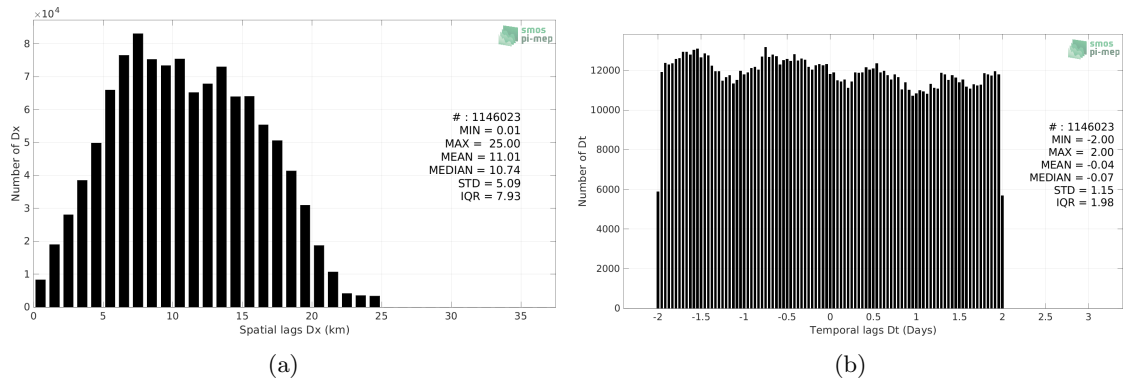 ×10⁴
8
7
6
5
4
3
2
1
0
Number of Dx
0 5 10 15 20 25 30 35
Spatial lags Dx (km)
smos
pi-mep
# : 1146023
MIN = 0.01
MAX = 25.00
MEAN = 11.01
MEDIAN = 10.74
STD = 5.09
IQR = 7.93
(a)
12000
10000
8000
6000
4000
2000
0
Number of Dt
-2 -1.5 -1 -0.5 0 0.5 1 1.5 2 2.5 3
Temporal lags Dt (Days)
smos
pi-mep
# : 1146023
MIN = -2.00
MAX = 2.00
MEAN = -0.04
MEDIAN = -0.07
STD = 1.15
IQR = 1.98
(b)